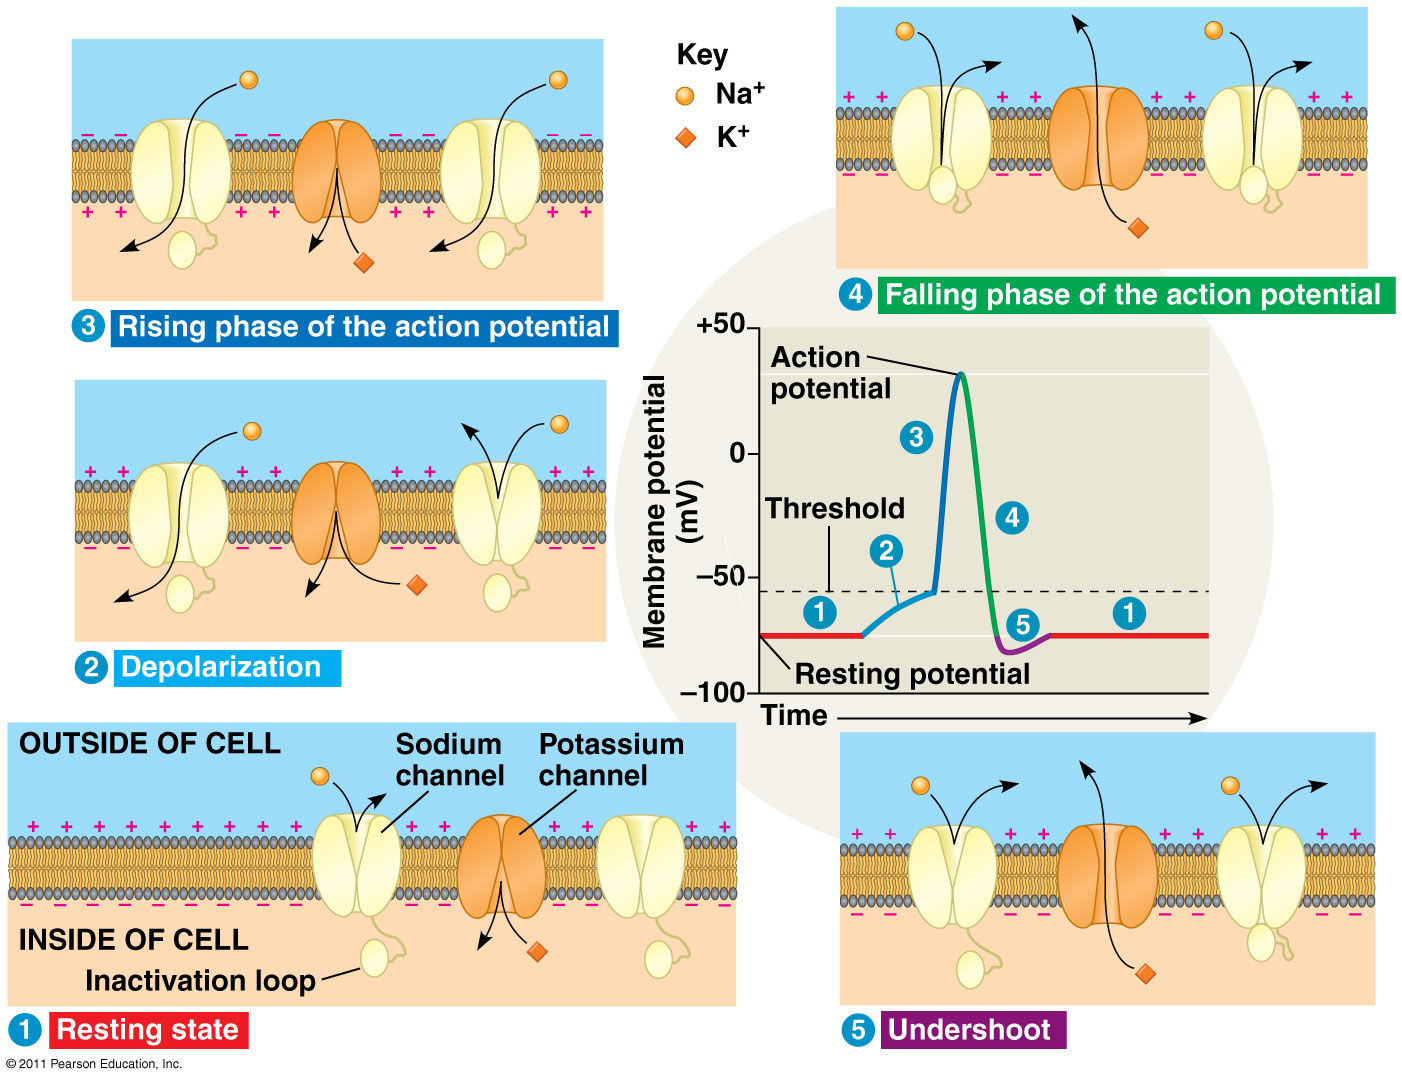 Key
Na+
K+
3 Rising phase of the action potential
4 Falling phase of the action potential
2 Depolarization
+50
0
−50
−100
Membrane potential
(mV)
Action
potential
3
Threshold
2
4
1
5
1
Resting potential
Time
OUTSIDE OF CELL
Sodium
channel
Potassium
channel
+ + + + + + + + + + + + + +
− − − − − − − − − − − − − −
INSIDE OF CELL
Inactivation loop
1 Resting state
5 Undershoot
© 2011 Pearson Education, Inc.